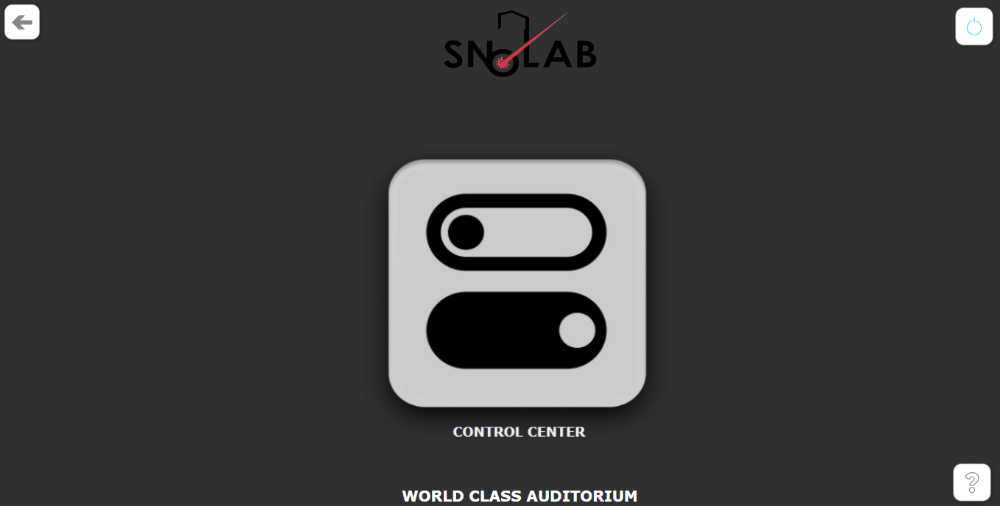 SNOLAB
CONTROL CENTER
WORLD CLASS AUDITORIUM